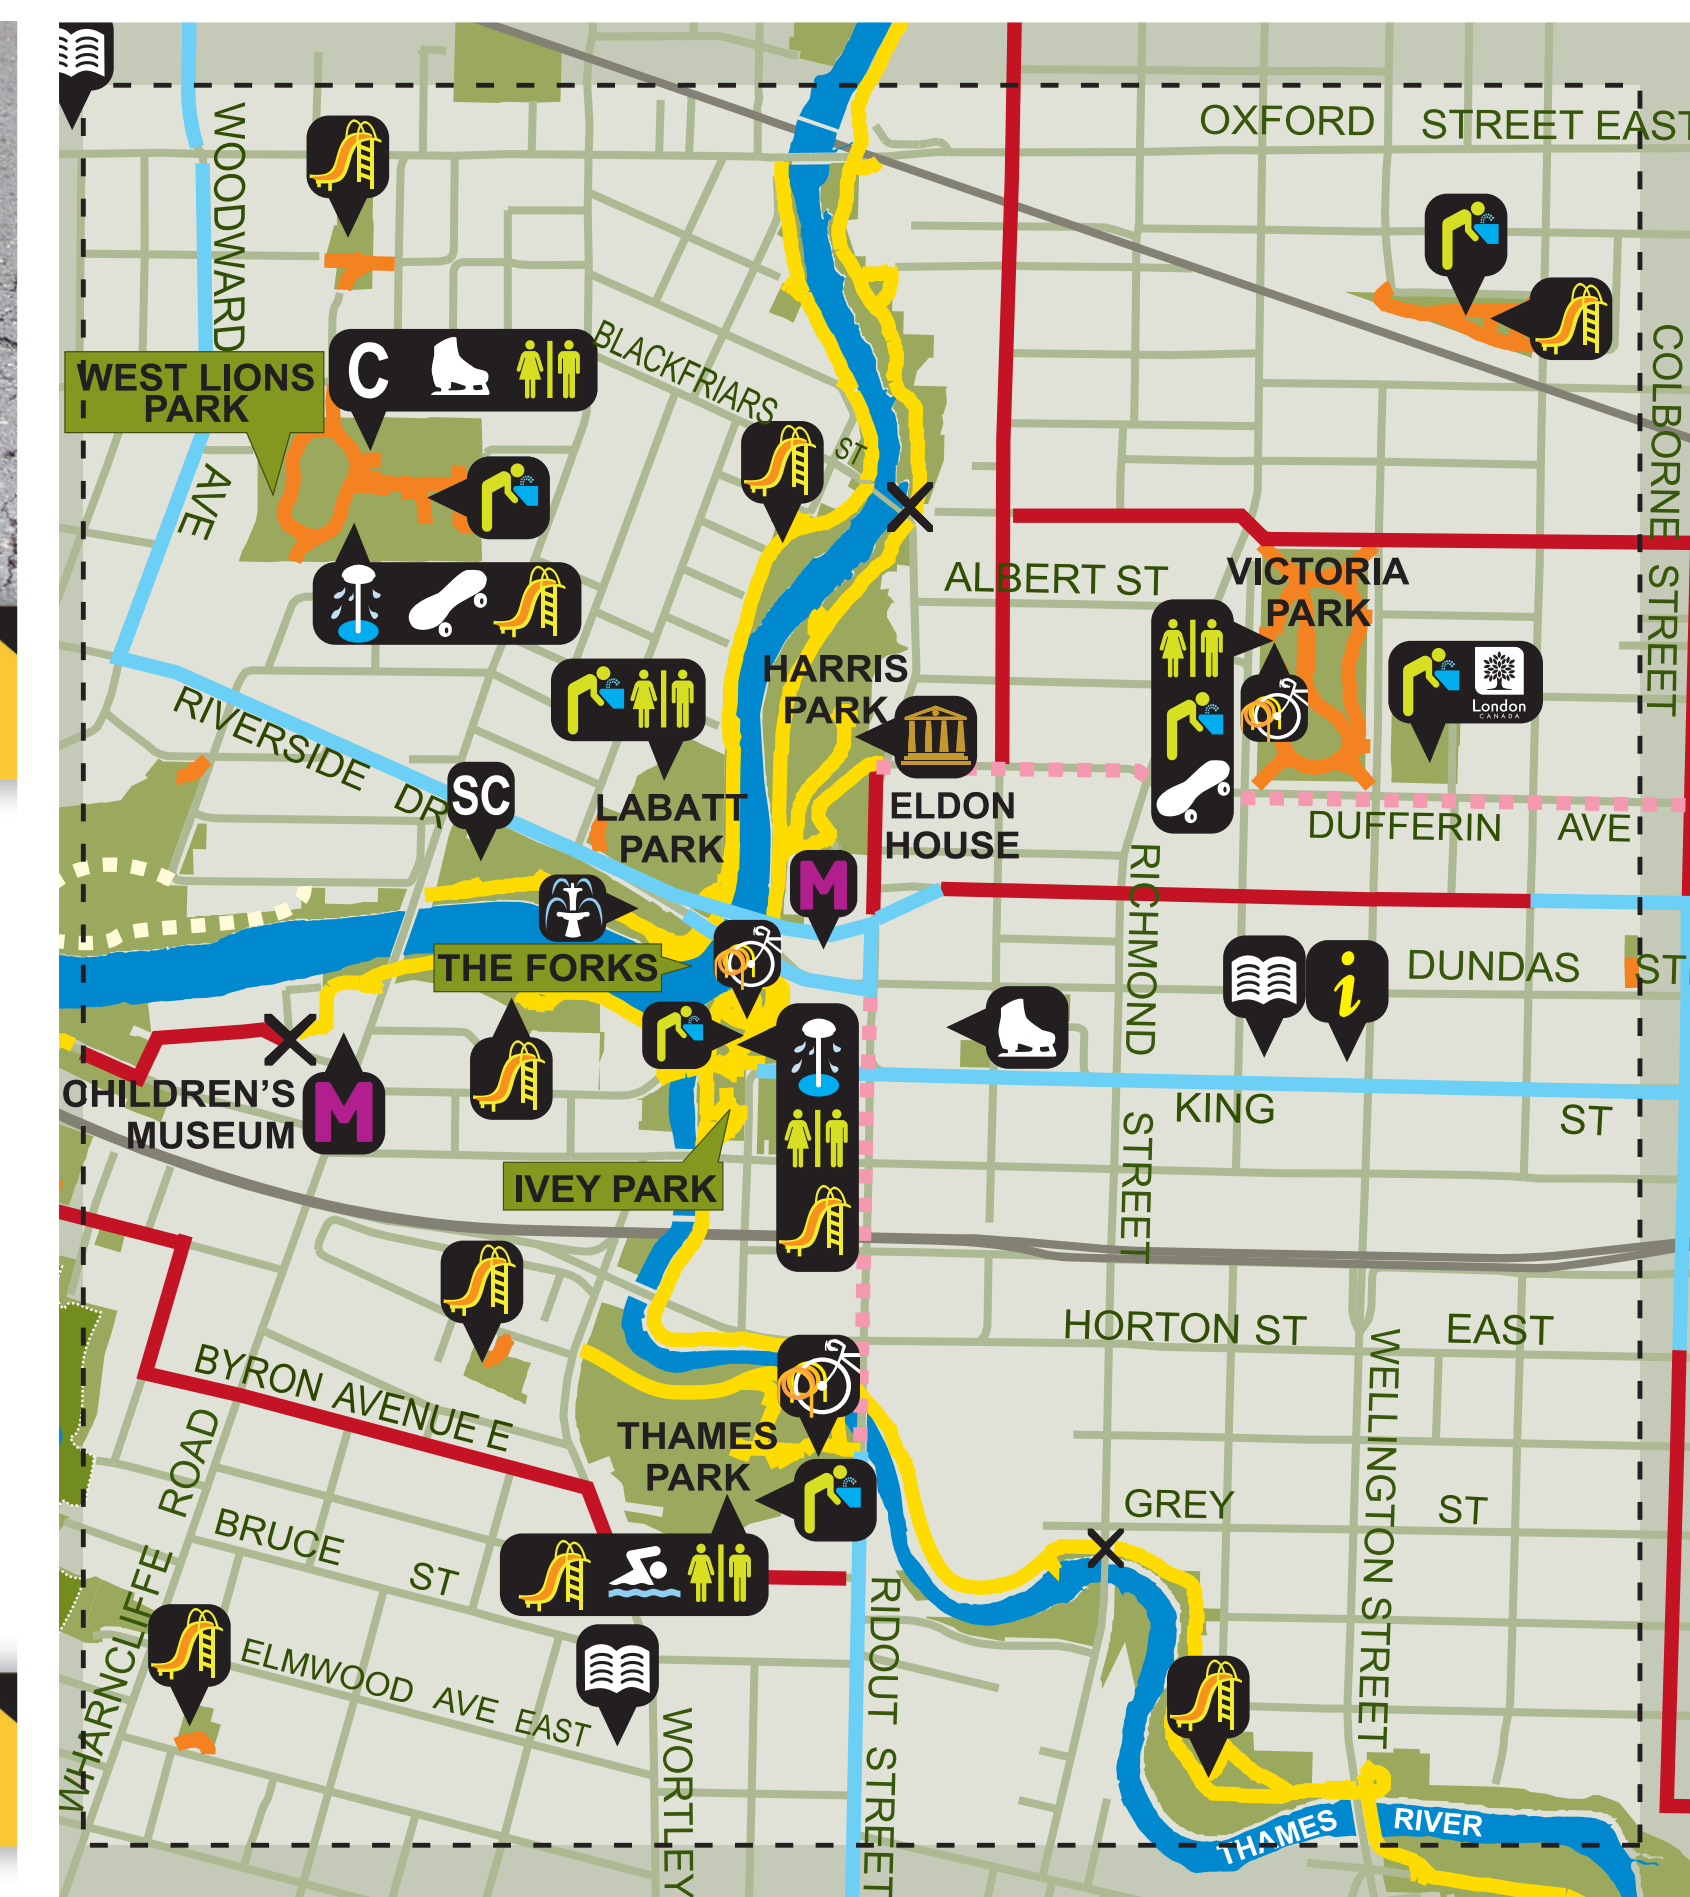 OXFORD STREET EAST
WOODWARD
AVE
BLACKFRIARS
ST
WEST LIONS
PARK
C
COLBORNE STREET
ALBERT ST
VICTORIA
PARK
HARRIS
PARK
RIVERSIDE DR
SC
LABATT
PARK
ELDON
HOUSE
London
CANADA
DUFFERIN AVE
M
RICHMOND STREET
THE FORKS
DUNDAS ST
i
CHILDREN'S
MUSEUM
M
KING ST
IVEY PARK
HORTON ST EAST
WELLINGTON STREET
BYRON AVENUE E
THAMES
PARK
GREY ST
WHARNCLIFFE ROAD
BRUCE ST
ELMWOOD AVE EAST
WORTLEY
RIDOUT STREET
THAMES RIVER